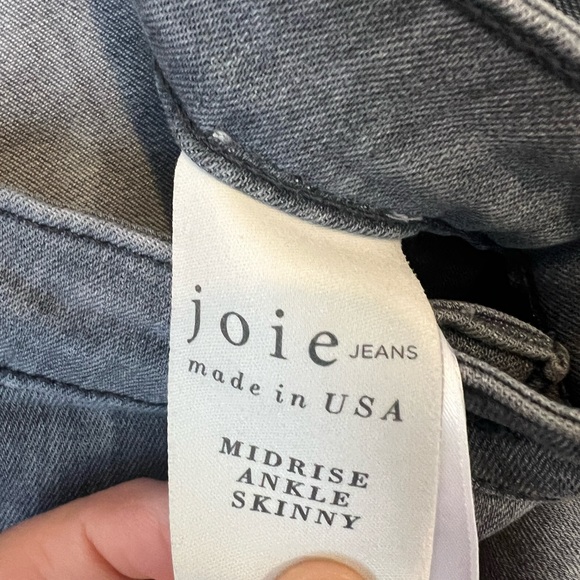 joie JEANS
made in USA
MIDRISE
ANKLE
SKINNY